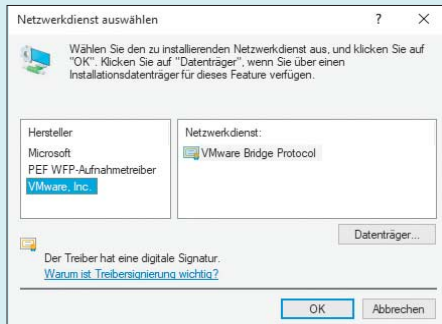 Netzwerkdienst auswählen
Wählen Sie den zu installierenden Netzwerkdienst aus, und klicken Sie auf
"OK". Klicken Sie auf "Datenträger", wenn Sie über einen
Installationsdatenträger für dieses Feature verfügen.
Hersteller
Microsoft
PEF WFP-Aufnahmetreiber
VMware, Inc.
Netzwerkdienst:
VMware Bridge Protocol
Datenträger...
Der Treiber hat eine digitale Signatur.
Warum ist Treibersignierung wichtig?
OK
Abbrechen